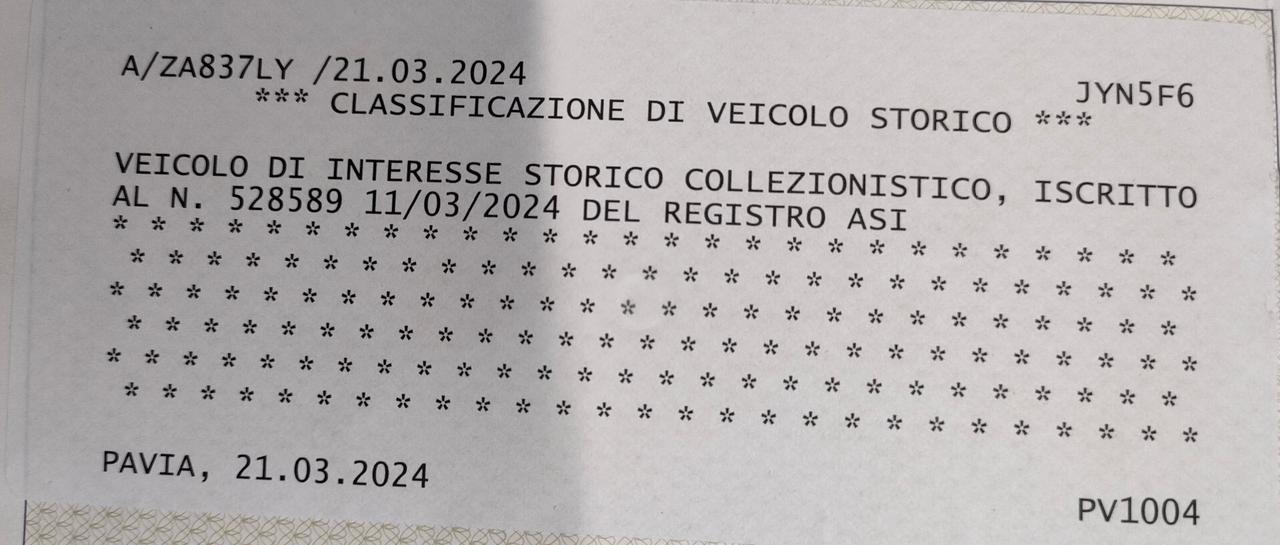 A/ZA837LY /21.03.2024 JYN5F6
*** CLASSIFICAZIONE DI VEICOLO STORICO ***
VEICOLO DI INTERESSE STORICO COLLEZIONISTICO, ISCRITTO
AL N. 528589 11/03/2024 DEL REGISTRO ASI
* * * * * * * * * * * * * * * * * * * * * * * * * * *
* * * * * * * * * * * * * * * * * * * * * * * * * * *
* * * * * * * * * * * * * * * * * * * * * * * * * * *
* * * * * * * * * * * * * * * * * * * * * * * * * * *
* * * * * * * * * * * * * * * * * * * * * * * * * * *
* * * * * * * * * * * * * * * * * * * * * * * * * * *
PAVIA, 21.03.2024
PV1004